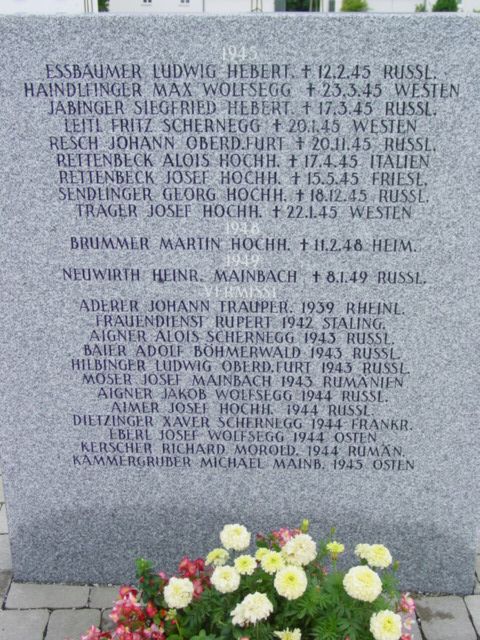 1945
ESSBAUMER LUDWIG HEBERT. ✝12.2.45 RUSSL.
HAINDLFINGER MAX WOLFSEGG ✝23.3.45 WESTEN
JABINGER SIEGFRIED HEBERT. ✝17.3.45 RUSSL.
LEITL FRITZ SCHERNEGG ✝20.1.45 WESTEN
RESCH JOHANN OBERD.FURT ✝20.11.45 RUSSL.
RETTENBECK ALOIS HOCHH. ✝17.4.45 ITALIEN
RETTENBECK JOSEF HOCHH. ✝15.5.45 FRIESL.
SENDLINGER GEORG HOCHH. ✝18.12.45 RUSSL.
TRAGER JOSEF HOCHH. ✝22.1.45 WESTEN
1948
BRUMMER MARTIN HOCHH. ✝11.2.48 HEIM.
1949
NEUWIRTH HEINR. MAINBACH ✝8.1.49 RUSSL.
VERMISST
ADERER JOHANN TRAUPER. 1939 RHEINL.
FRAUENDIENST RUPERT 1942 STALING.
AIGNER ALOIS SCHERNEGG 1943 RUSSL.
BAIER ADOLF BÖHMERWALD 1943 RUSSL.
HILBINGER LUDWIG OBERD.FURT 1943 RUSSL.
MOSER JOSEF MAINBACH 1943 RUMÄNIEN
AIGNER JAKOB WOLFSEGG 1944 RUSSL.
AIMER JOSEF HOCHH. 1944 RUSSL.
DIETZINGER XAVER SCHERNEGG 1944 FRANKR.
EBERL JOSEF WOLFSEGG 1944 OSTEN
KERSCHER RICHARD MOROLD. 1944 RUMÄN.
KAMMERGRUBER MICHAEL MAINB. 1945 OSTEN